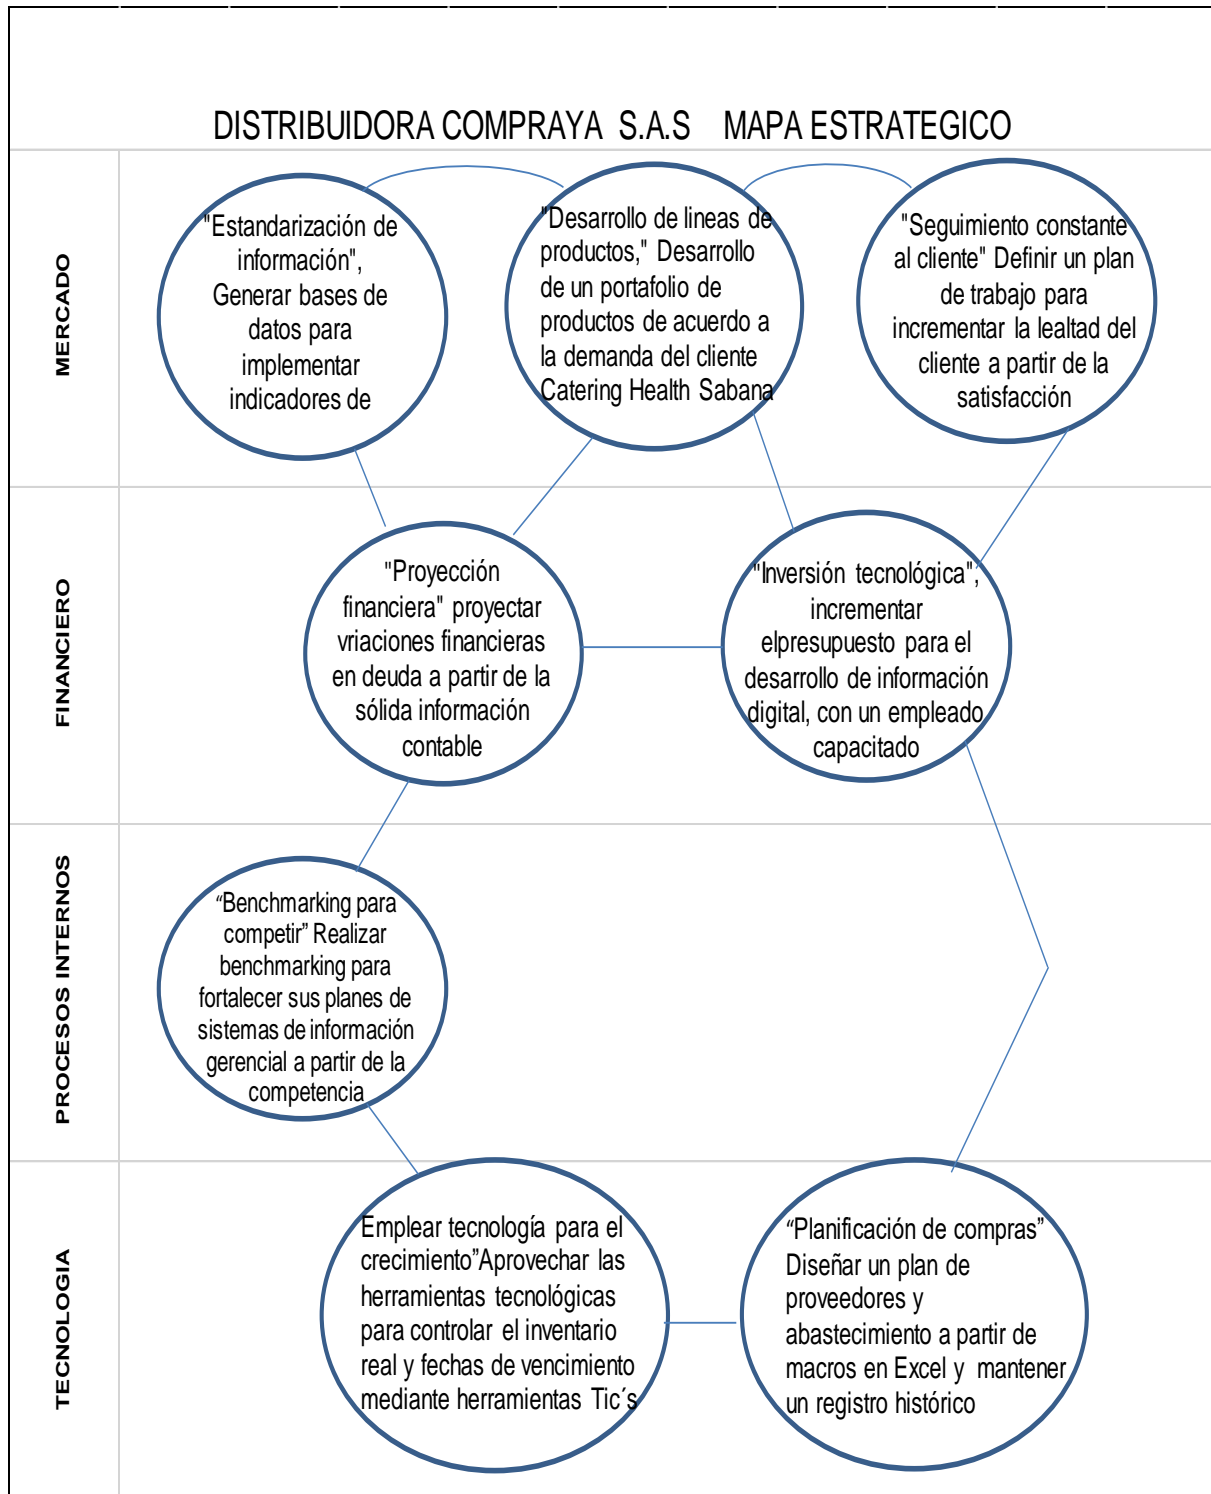 DISTRIBUIDORA COMPRAYA S.A.S MAPA ESTRATEGICO
MERCADO
"Estandarización de
información",
Generar bases de
datos para
implementar
indicadores de
"Desarrollo de lineas de
productos," Desarrollo
de un portafolio de
productos de acuerdo a
la demanda del cliente
Catering Health Sabana
"Seguimiento constante
al cliente" Definir un plan
de trabajo para
incrementar la lealtad del
cliente a partir de la
satisfacción
FINANCIERO
"Proyección
financiera" proyectar
vriaciones financieras
en deuda a partir de la
sólida información
contable
"Inversión tecnológica",
incrementar
elpresupuesto para el
desarrollo de información
digital, con un empleado
capacitado
PROCESOS INTERNOS
“Benchmarking para
competir” Realizar
benchmarking para
fortalecer sus planes de
sistemas de información
gerencial a partir de la
competencia
TECNOLOGIA
Emplear tecnología para el
crecimiento”Aprovechar las
herramientas tecnológicas
para controlar el inventario
real y fechas de vencimiento
mediante herramientas Tic´s
“Planificación de compras”
Diseñar un plan de
proveedores y
abastecimiento a partir de
macros en Excel y mantener
un registro histórico